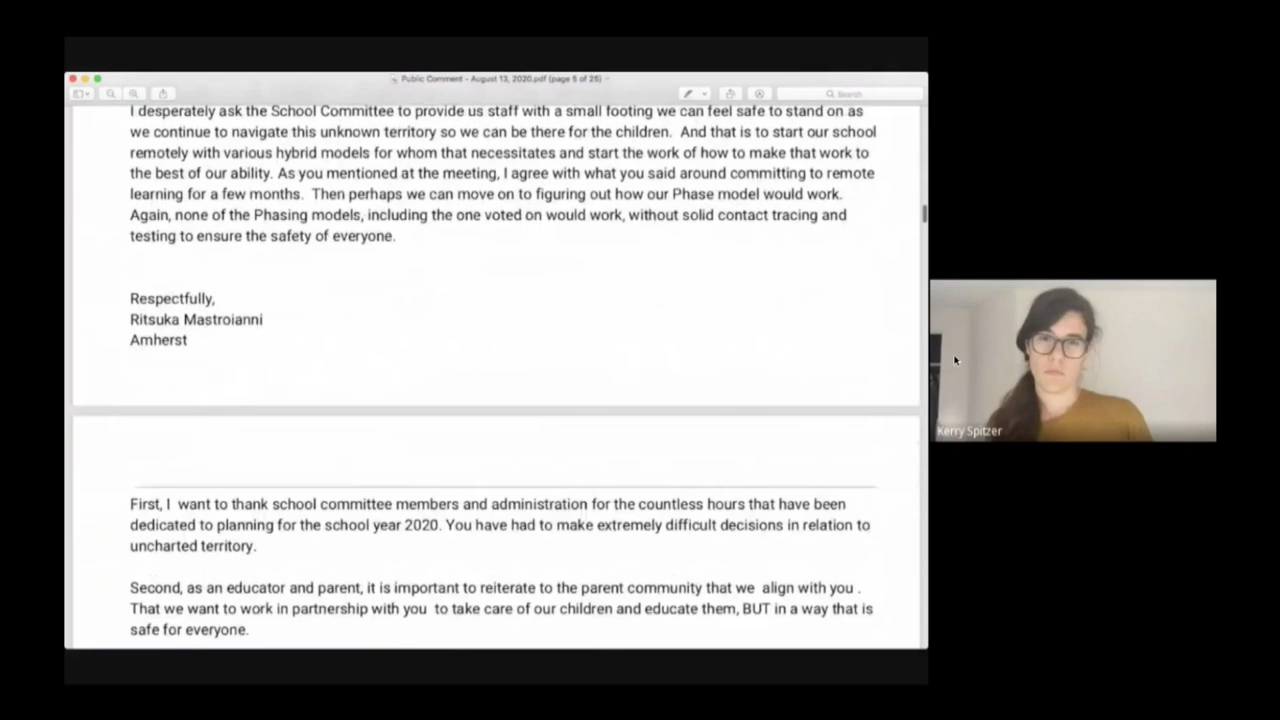 Public Comment - August 13, 2020.pdf (page 5 of 25)
Search
I desperately ask the School Committee to provide us staff with a small footing we can feel safe to stand on as
we continue to navigate this unknown territory so we can be there for the children.  And that is to start our school
remotely with various hybrid models for whom that necessitates and start the work of how to make that work to
the best of our ability. As you mentioned at the meeting, I agree with what you said around committing to remote
learning for a few months.  Then perhaps we can move on to figuring out how our Phase model would work.
Again, none of the Phasing models, including the one voted on would work, without solid contact tracing and
testing to ensure the safety of everyone.
Respectfully,
Ritsuka Mastroianni
Amherst
Kerry Spitzer
First, I  want to thank school committee members and administration for the countless hours that have been
dedicated to planning for the school year 2020. You have had to make extremely difficult decisions in relation to
uncharted territory.
Second, as an educator and parent, it is important to reiterate to the parent community that we  align with you .
That we want to work in partnership with you  to take care of our children and educate them, BUT in a way that is
safe for everyone.